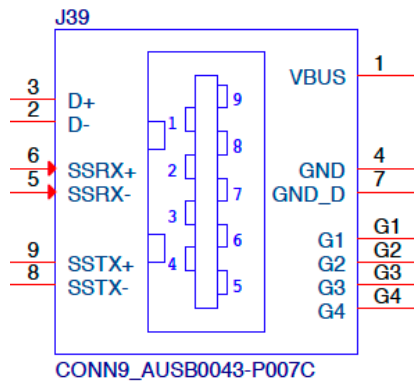 J39
1
VBUS
3
D+
2
D-
6
SSRX+
5
SSRX-
9
SSTX+
8
SSTX-
1
2
3
4
9
8
7
6
5
GND
4
GND_D
7
G1
G1
G2
G2
G3
G3
G4
G4
CONN9_AUSB0043-P007C